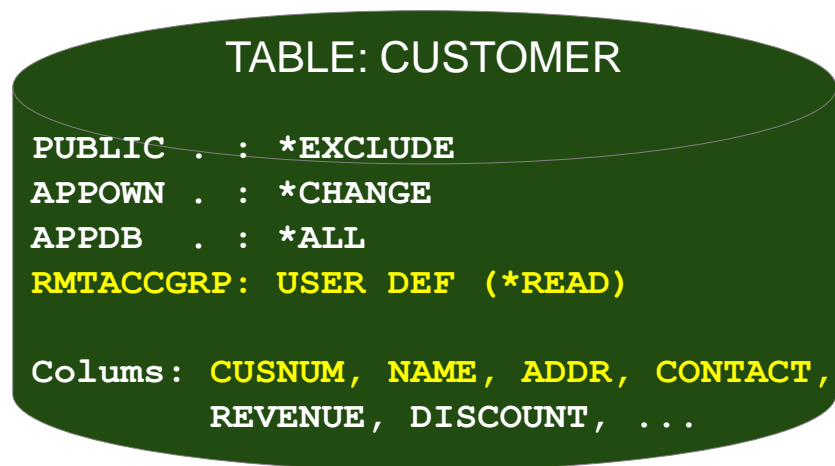 TABLE: CUSTOMER
PUBLIC . : *EXCLUDE
APPOWN . : *CHANGE
APPDB  . : *ALL
RMTACCGRP: USER DEF (*READ)
Colums: CUSNUM, NAME, ADDR, CONTACT,
REVENUE, DISCOUNT, ...